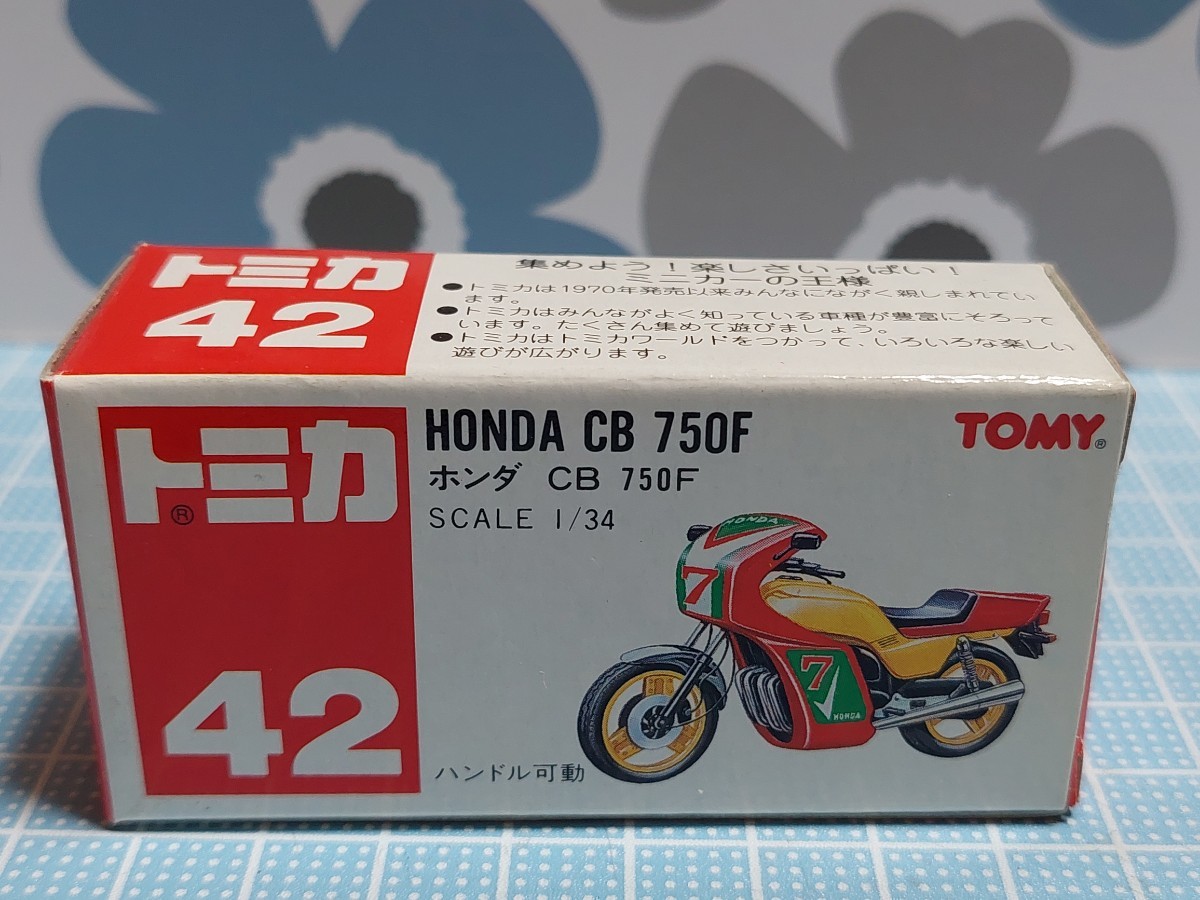 トミカ
42
集めよう!楽しさいっぱい!
ミニカーの王様
●トミカは1970年発売以来みんなにながく親しまれてい
ます。
●トミカはみんながよく知っている車種が豊富にそろって
います。たくさん集めて遊びましょう。
●トミカはトミカワールドをつかって、いろいろな楽しい
遊びが広がります。
トミカ®
42
HONDA CB 750F
ホンダ CB 750F
SCALE 1/34
TOMY®
HONDA
7
7
HONDA
ハンドル可動